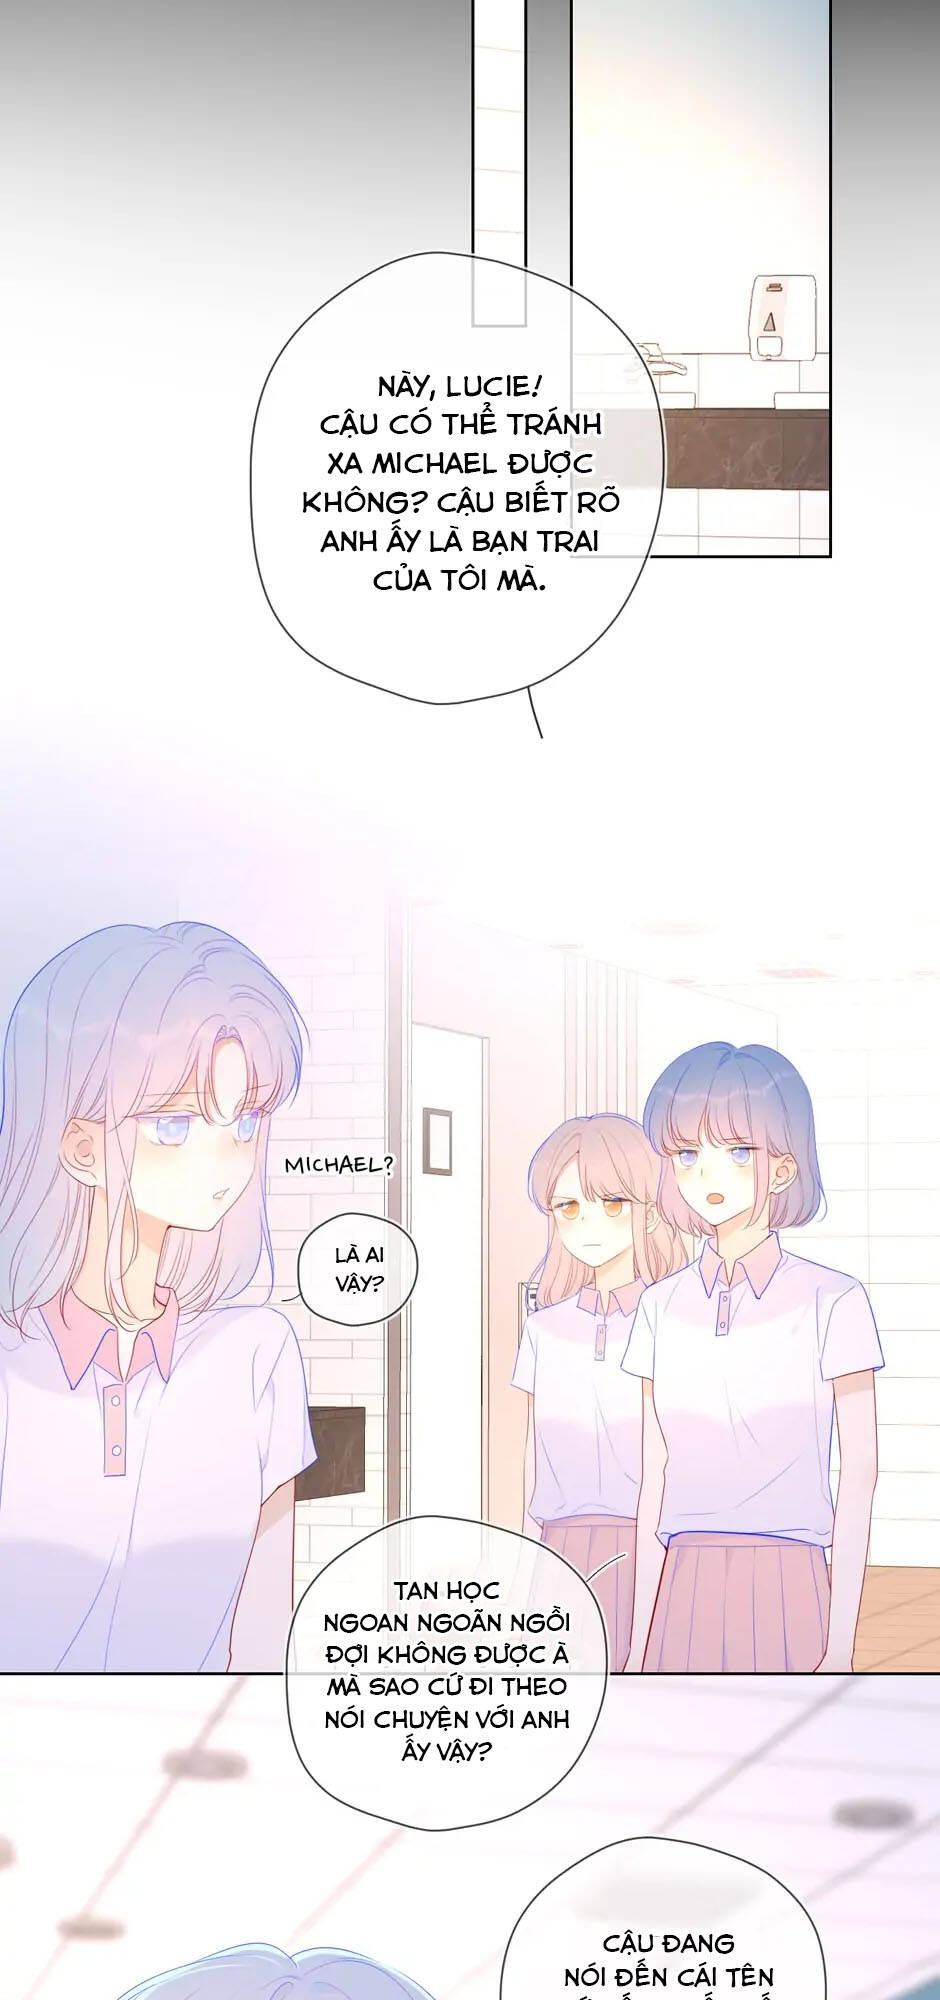 NÀY, LUCIE!
CẬU CÓ THỂ TRÁNH
XA MICHAEL ĐƯỢC
KHÔNG? CẬU BIẾT RÕ
ANH ẤY LÀ BẠN TRAI
CỦA TÔI MÀ.
MICHAEL?
LÀ AI
VẬY?
TAN HỌC
NGOAN NGOÃN NGỒI
ĐỢI KHÔNG ĐƯỢC À
MÀ SAO CỨ ĐI THEO
NÓI CHUYỆN VỚI ANH
ẤY VẬY?
CẬU ĐANG
NÓI ĐẾN CÁI TÊN